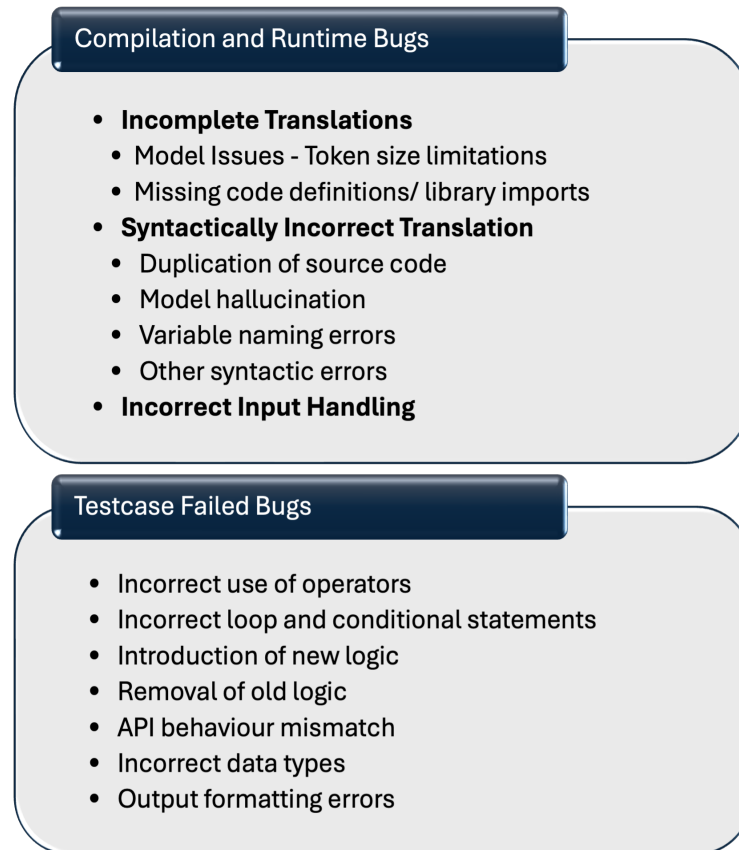 Compilation and Runtime Bugs
• Incomplete Translations
• Model Issues - Token size limitations
• Missing code definitions/ library imports
• Syntactically Incorrect Translation
• Duplication of source code
• Model hallucination
• Variable naming errors
• Other syntactic errors
• Incorrect Input Handling
Testcase Failed Bugs
• Incorrect use of operators
• Incorrect loop and conditional statements
• Introduction of new logic
• Removal of old logic
• API behaviour mismatch
• Incorrect data types
• Output formatting errors